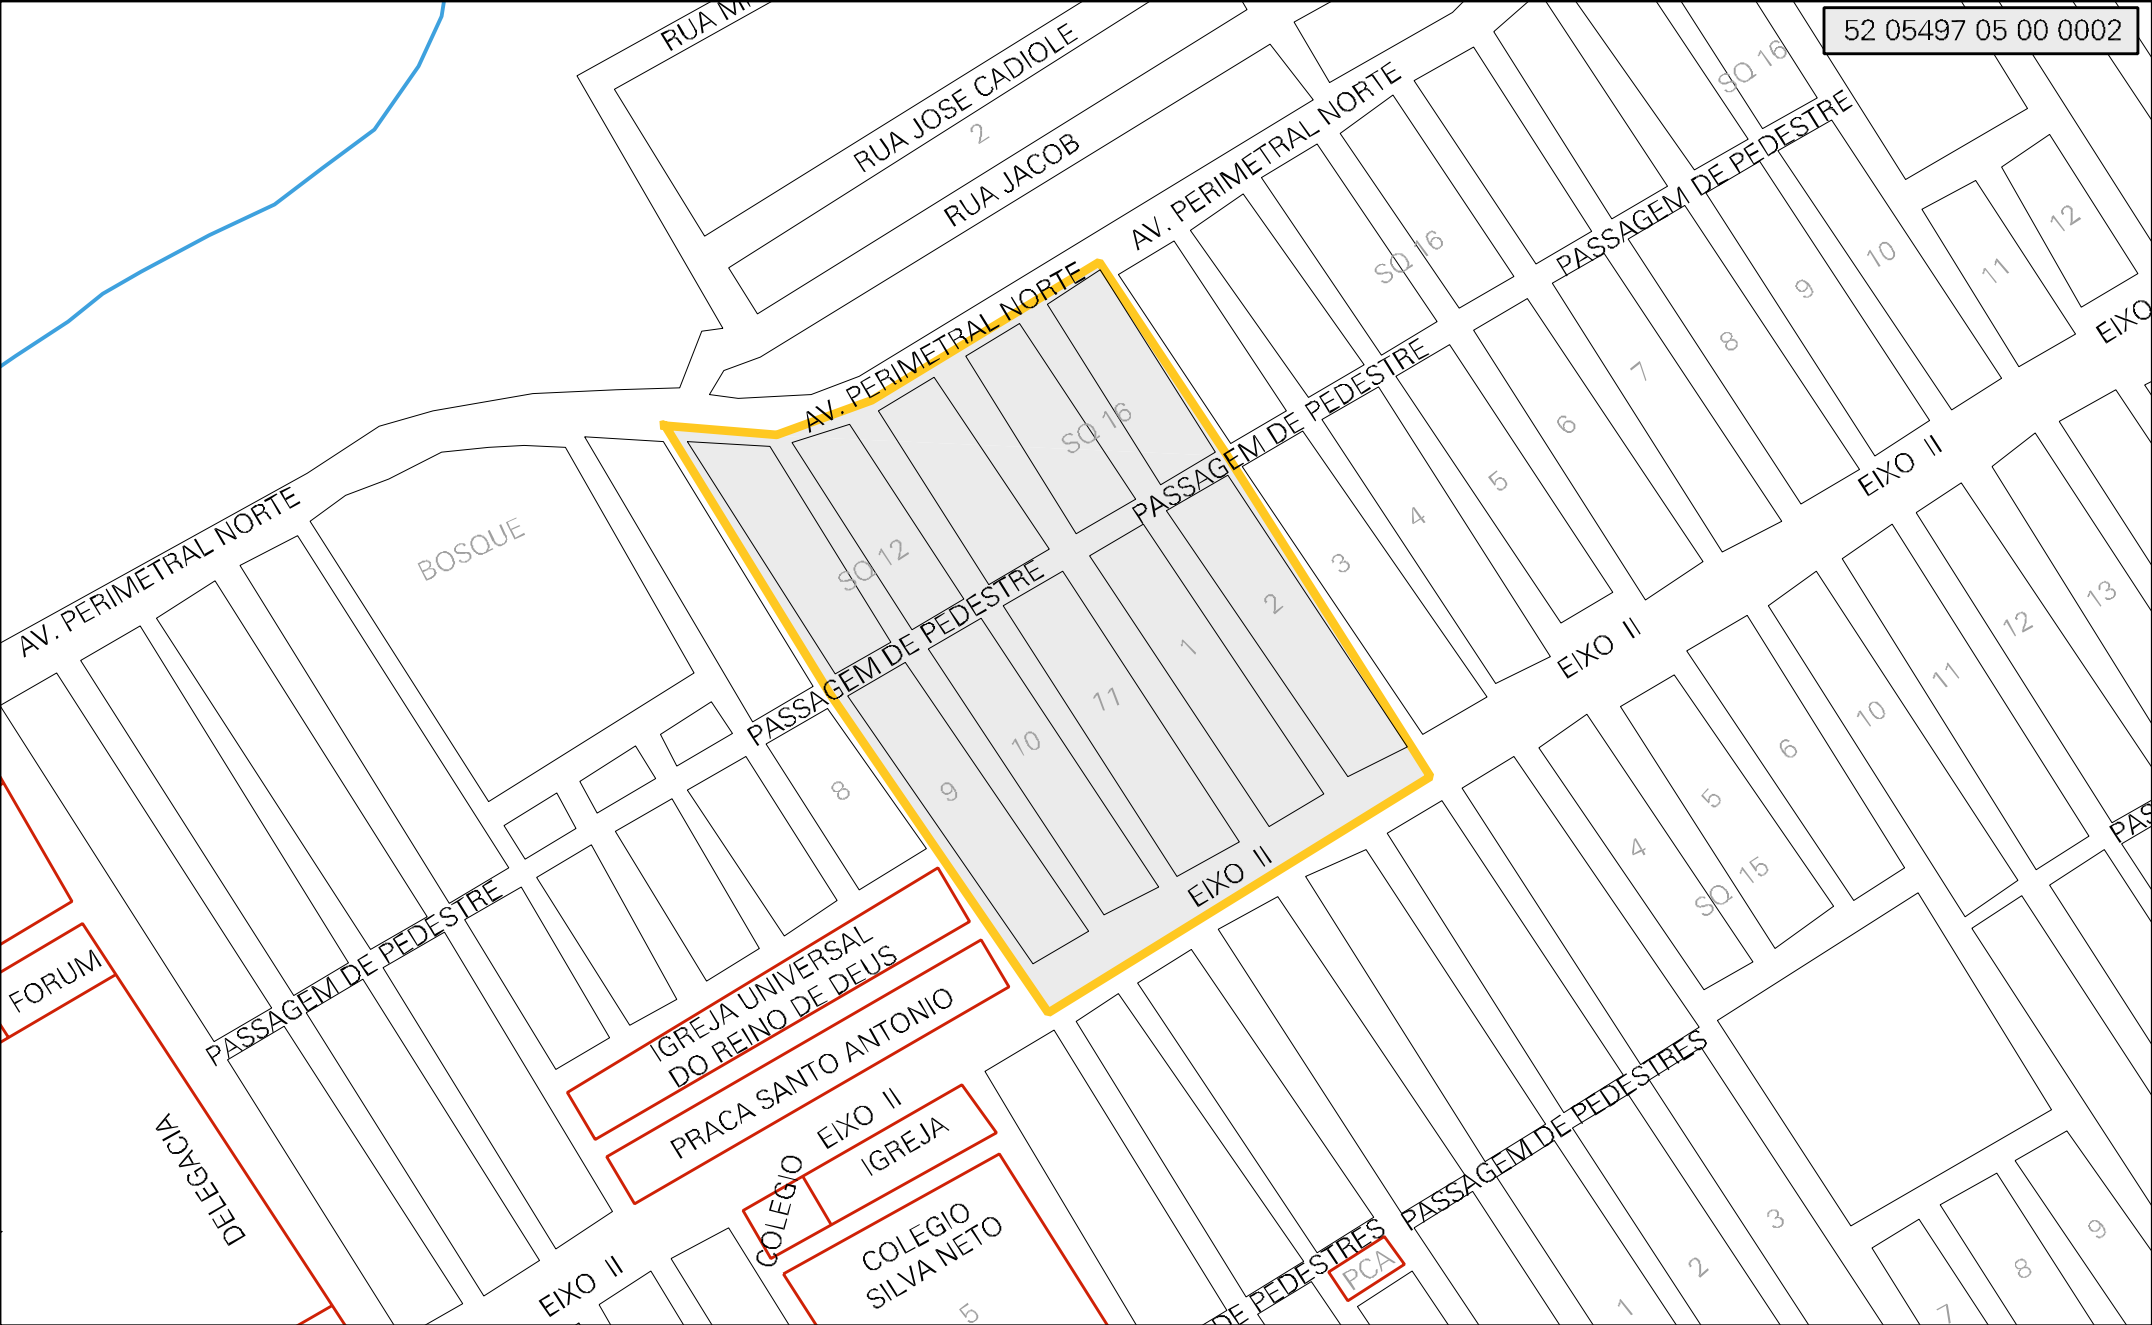 52 05497 05 00 0002
RUA JOSE CADIOLE
2
RUA JACOB
AV. PERIMETRAL NORTE
SQ 16
PASSAGEM DE PEDESTRE
12
11
10
9
8
7
6
5
4
3
EIXO
EIXO II
SQ 16
AV. PERIMETRAL NORTE
SQ 16
PASSAGEM DE PEDESTRE
SQ 12
PASSAGEM DE PEDESTRE
2
1
11
10
9
8
EIXO II
EIXO II
AV. PERIMETRAL NORTE
BOSQUE
PASSAGEM DE PEDESTRE
FORUM
DELEGACIA
IGREJA UNIVERSAL
DO REINO DE DEUS
PRACA SANTO ANTONIO
EIXO II
IGREJA
COLEGIO
COLEGIO
SILVA NETO
5
EIXO II
13
12
11
10
6
5
4
SQ 15
PASSAGEM DE PEDESTRES
DE PEDESTRES
PCA
3
2
1
9
8
7